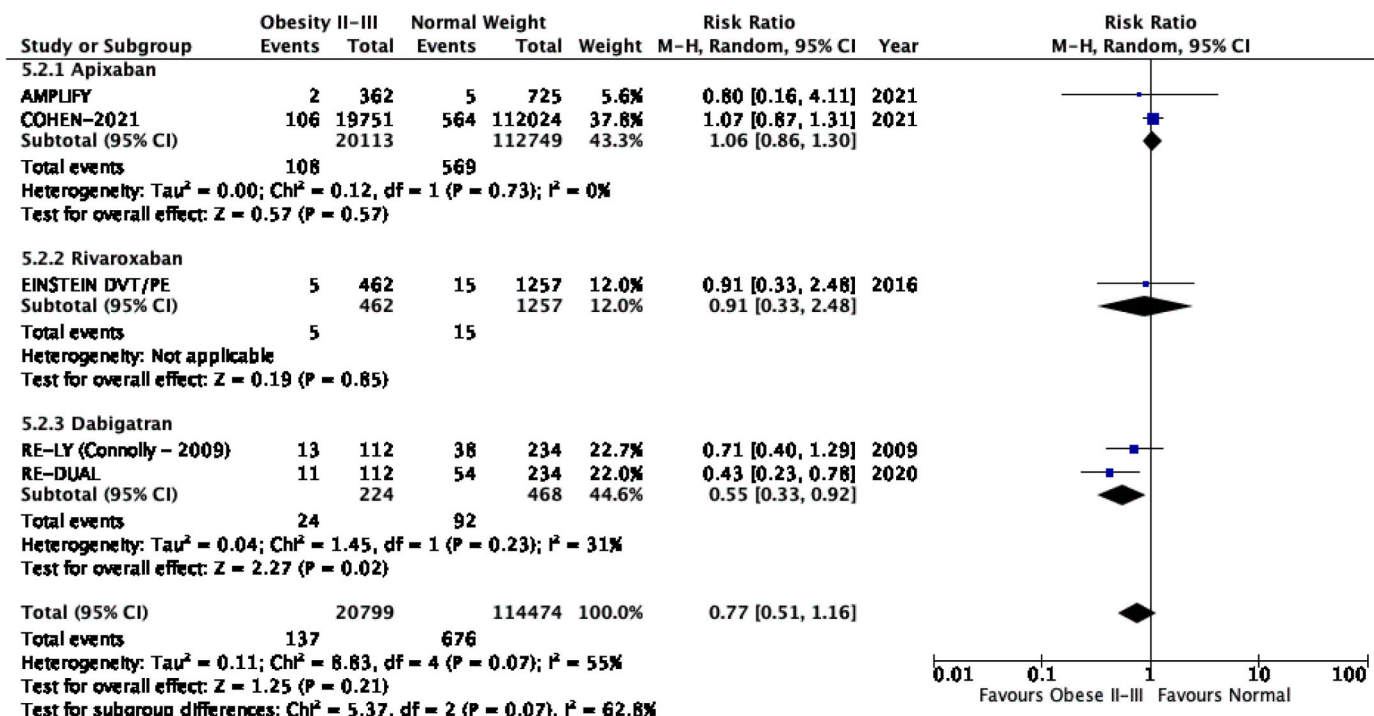 Obesity II–III Normal Weight Risk Ratio Risk Ratio
Study or Subgroup Events Total Events Total Weight M–H, Random, 95% CI Year M–H, Random, 95% CI
5.2.1 Apixaban
AMPLIFY 2 362 5 725 5.6% 0.80 [0.16, 4.11] 2021
COHEN–2021 106 19751 564 112024 37.8% 1.07 [0.87, 1.31] 2021
Subtotal (95% CI) 20113 112749 43.3% 1.06 [0.86, 1.30]
Total events 108 569
Heterogeneity: Tau² = 0.00; Chi² = 0.12, df = 1 (P = 0.73); I² = 0%
Test for overall effect: Z = 0.57 (P = 0.57)
5.2.2 Rivaroxaban
EINSTEIN DVT/PE 5 462 15 1257 12.0% 0.91 [0.33, 2.48] 2016
Subtotal (95% CI) 462 1257 12.0% 0.91 [0.33, 2.48]
Total events 5 15
Heterogeneity: Not applicable
Test for overall effect: Z = 0.19 (P = 0.85)
5.2.3 Dabigatran
RE–LY (Connolly – 2009) 13 112 38 234 22.7% 0.71 [0.40, 1.29] 2009
RE–DUAL 11 112 54 234 22.0% 0.43 [0.23, 0.78] 2020
Subtotal (95% CI) 224 468 44.6% 0.55 [0.33, 0.92]
Total events 24 92
Heterogeneity: Tau² = 0.04; Chi² = 1.45, df = 1 (P = 0.23); I² = 31%
Test for overall effect: Z = 2.27 (P = 0.02)
Total (95% CI) 20799 114474 100.0% 0.77 [0.51, 1.16]
Total events 137 676
Heterogeneity: Tau² = 0.11; Chi² = 8.83, df = 4 (P = 0.07); I² = 55%
Test for overall effect: Z = 1.25 (P = 0.21)
Test for subgroup differences: Chi² = 5.37, df = 2 (P = 0.07), I² = 62.8%
0.01 0.1 1 10 100
Favours Obese II–III Favours Normal